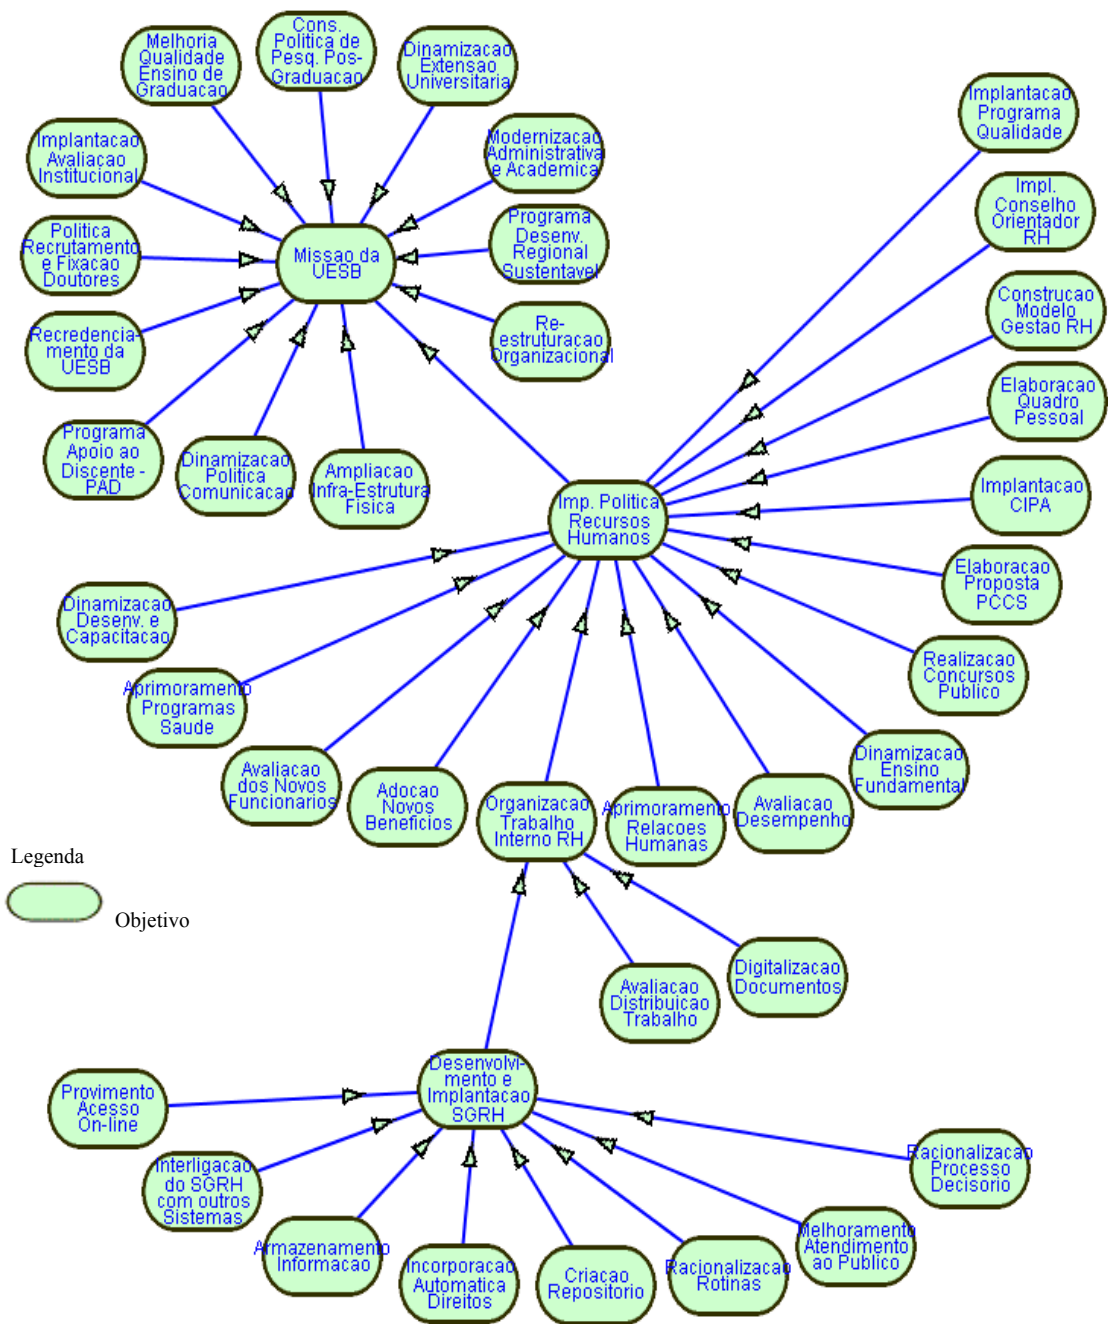 Melhoria
Qualidade
Ensino de
Graduacao
Cons.
Politica de
Pesq. Pos-
Graduacao
Dinamizacao
Extensao
Universitaria
Implantacao
Avaliaçao
Institucional
Modernizacao
Administrativa
e Academica
Politica
Recrutamento
e Fixacao
Doutores
Missao da
UESB
Programa
Desenv.
Regional
Sustentavel
Recredencia-
mento da
UESB
Re-
estruturacao
Organizacional
Programa
Apoio ao
Discente -
PAD
Dinamizacao
Politica
Comunicacao
Ampliacao
Infra-Estrutura
Fisica
Implantacao
Programa
Qualidade
Impl.
Conselho
Orientador
RH
Construcao
Modelo
Gestao RH
Elaboracao
Quadro
Pessoal
Implantacao
CIPA
Imp. Politica
Recursos
Humanos
Elaboracao
Proposta
PCCS
Realizacao
Concursos
Publico
Dinamizacao
Desenv. e
Capacitacao
Aprimoramento
Programas
Saude
Avaliacao
dos Novos
Funcionarios
Adocao
Novos
Beneficios
Organizacao
Trabalho
Interno RH
Aprimoramento
Relacoes
Humanas
Avaliacao
Desempenho
Dinamizacao
Ensino
Fundamental
Legenda
Objetivo
Avaliacao
Distribuicao
Trabalho
Digitalizacao
Documentos
Desenvolvi-
mento e
Implantacao
SGRH
Provimento
Acesso
On-line
Interligacao
do SGRH
com outros
Sistemas
Armazenamento
Informacao
Incorporacao
Automatica
Direitos
Criacao
Repositorio
Racionalizacao
Rotinas
Melhoramento
Atendimento
ao Publico
Racionalizacao
Processo
Decisorio